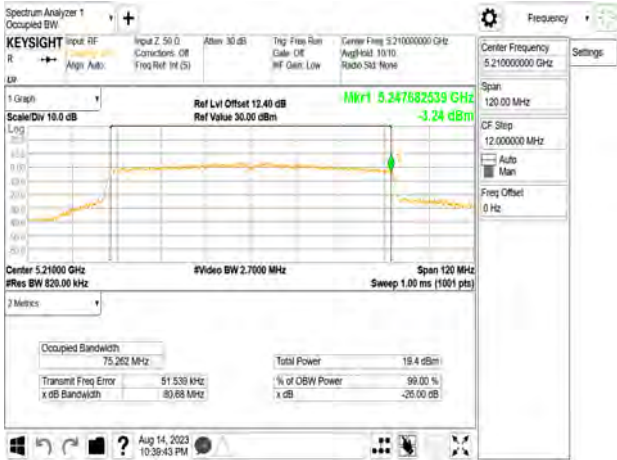 Spectrum Analyzer 1
Occupied BW
Frequency
KEYSIGHT
R
Input: RF
Align: Auto
Input Z: 50 Ω
Corrections: Off
Freq Ref: Int (S)
Atten: 30 dB
Trig: Free Run
Gate: Off
#IF Gain: Low
Center Freq: 5.210000000 GHz
Avg|Hold: 10/10
Radio Std: None
Center Frequency
5.210000000 GHz
Settings
Span
120.00 MHz
CF Step
12.000000 MHz
Auto
Man
Freq Offset
0 Hz
1 Graph
Scale/Div 10.0 dB
Log
Ref Lvl Offset 12.40 dB
Ref Value 30.00 dBm
Mkr1 5.247682539 GHz
-3.24 dBm
Center 5.21000 GHz
#Res BW 820.00 kHz
#Video BW 2.7000 MHz
Span 120 MHz
Sweep 1.00 ms (1001 pts)
2 Metrics
Occupied Bandwidth
75.262 MHz
Total Power
19.4 dBm
Transmit Freq Error
51.539 kHz
% of OBW Power
99.00 %
x dB Bandwidth
80.68 MHz
x dB
-26.00 dB
?
Aug 14, 2023
10:39:43 PM